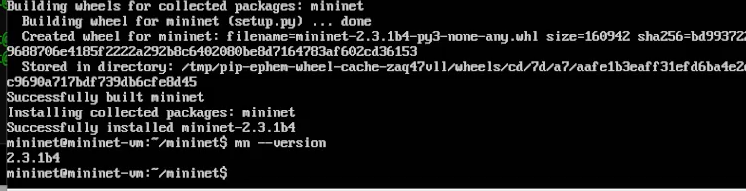 Building wheels for collected packages: mininet
  Building wheel for mininet (setup.py) ... done
  Created wheel for mininet: filename=mininet-2.3.1b4-py3-none-any.whl size=160942 sha256=bd993722
9688706e4185f2222a292b8c6402080be8d7164783af602cd36153
  Stored in directory: /tmp/pip-ephem-wheel-cache-zaq47vll/wheels/cd/7d/a7/aafe1b3eaff31efd6ba4e2
c9690a717bdf739db6cfe8d45
Successfully built mininet
Installing collected packages: mininet
Successfully installed mininet-2.3.1b4
mininet@mininet-vm:~/mininet$ mn --version
2.3.1b4
mininet@mininet-vm:~/mininet$